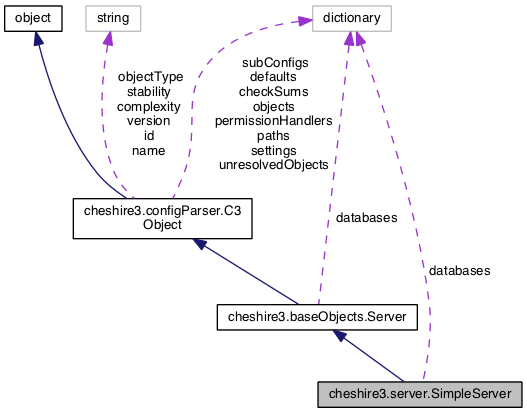 object
string
dictionary
objectType
stability
complexity
version
id
name
subConfigs
defaults
checkSums
objects
permissionHandlers
paths
settings
unresolvedObjects
cheshire3.configParser.C3
Object
databases
databases
cheshire3.baseObjects.Server
cheshire3.server.SimpleServer